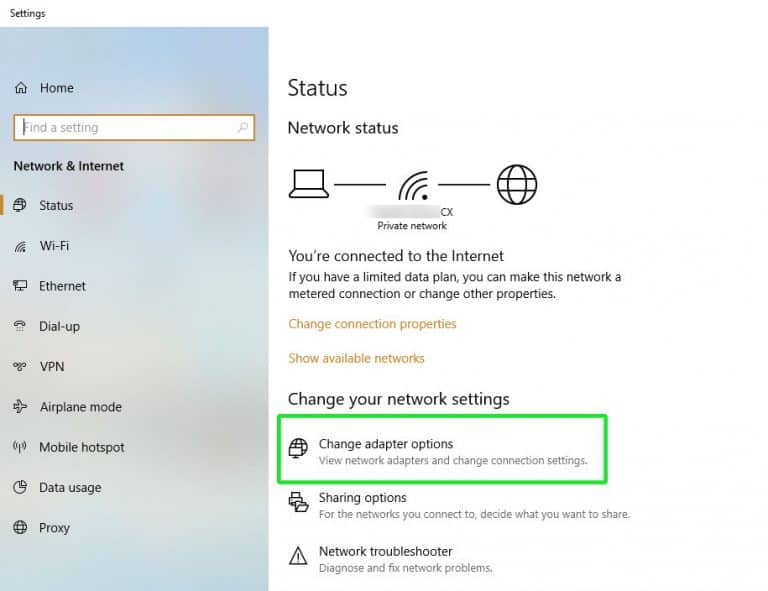 Settings
Home
Find a setting
Network & Internet
Status
Wi-Fi
Ethernet
Dial-up
VPN
Airplane mode
Mobile hotspot
Data usage
Proxy
Status
Network status
CX
Private network
You're connected to the Internet
If you have a limited data plan, you can make this network a
metered connection or change other properties.
Change connection properties
Show available networks
Change your network settings
Change adapter options
View network adapters and change connection settings.
Sharing options
For the networks you connect to, decide what you want to share.
Network troubleshooter
Diagnose and fix network problems.